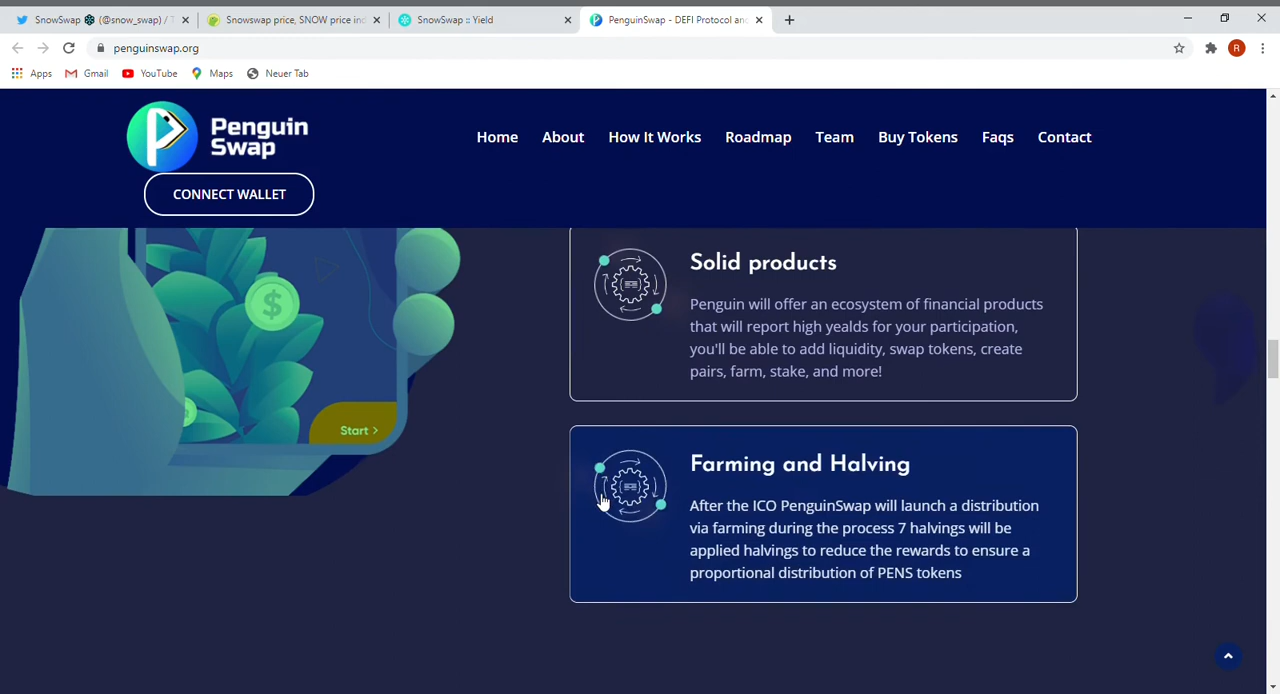 SnowSwap (@snow_swap) / T
Snowswap price, SNOW price ind
SnowSwap :: Yield
PenguinSwap - DEFI Protocol and
penguinswap.org
R
Apps Gmail YouTube Maps Neuer Tab
Penguin
Swap
Home About How It Works Roadmap Team Buy Tokens Faqs Contact
CONNECT WALLET
Solid products
Penguin will offer an ecosystem of financial products
that will report high yealds for your participation,
you'll be able to add liquidity, swap tokens, create
pairs, farm, stake, and more!
$
Start >
Farming and Halving
After the ICO PenguinSwap will launch a distribution
via farming during the process 7 halvings will be
applied halvings to reduce the rewards to ensure a
proportional distribution of PENS tokens